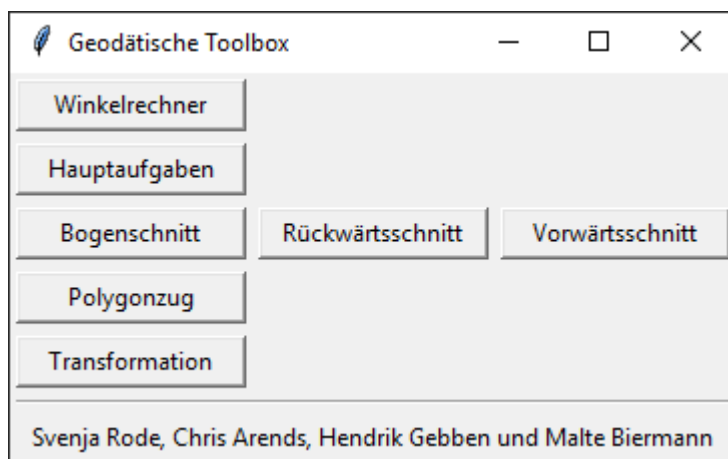 Geodätische Toolbox
Winkelrechner
Hauptaufgaben
Bogenschnitt Rückwärtsschnitt Vorwärtsschnitt
Polygonzug
Transformation
Svenja Rode, Chris Arends, Hendrik Gebben und Malte Biermann